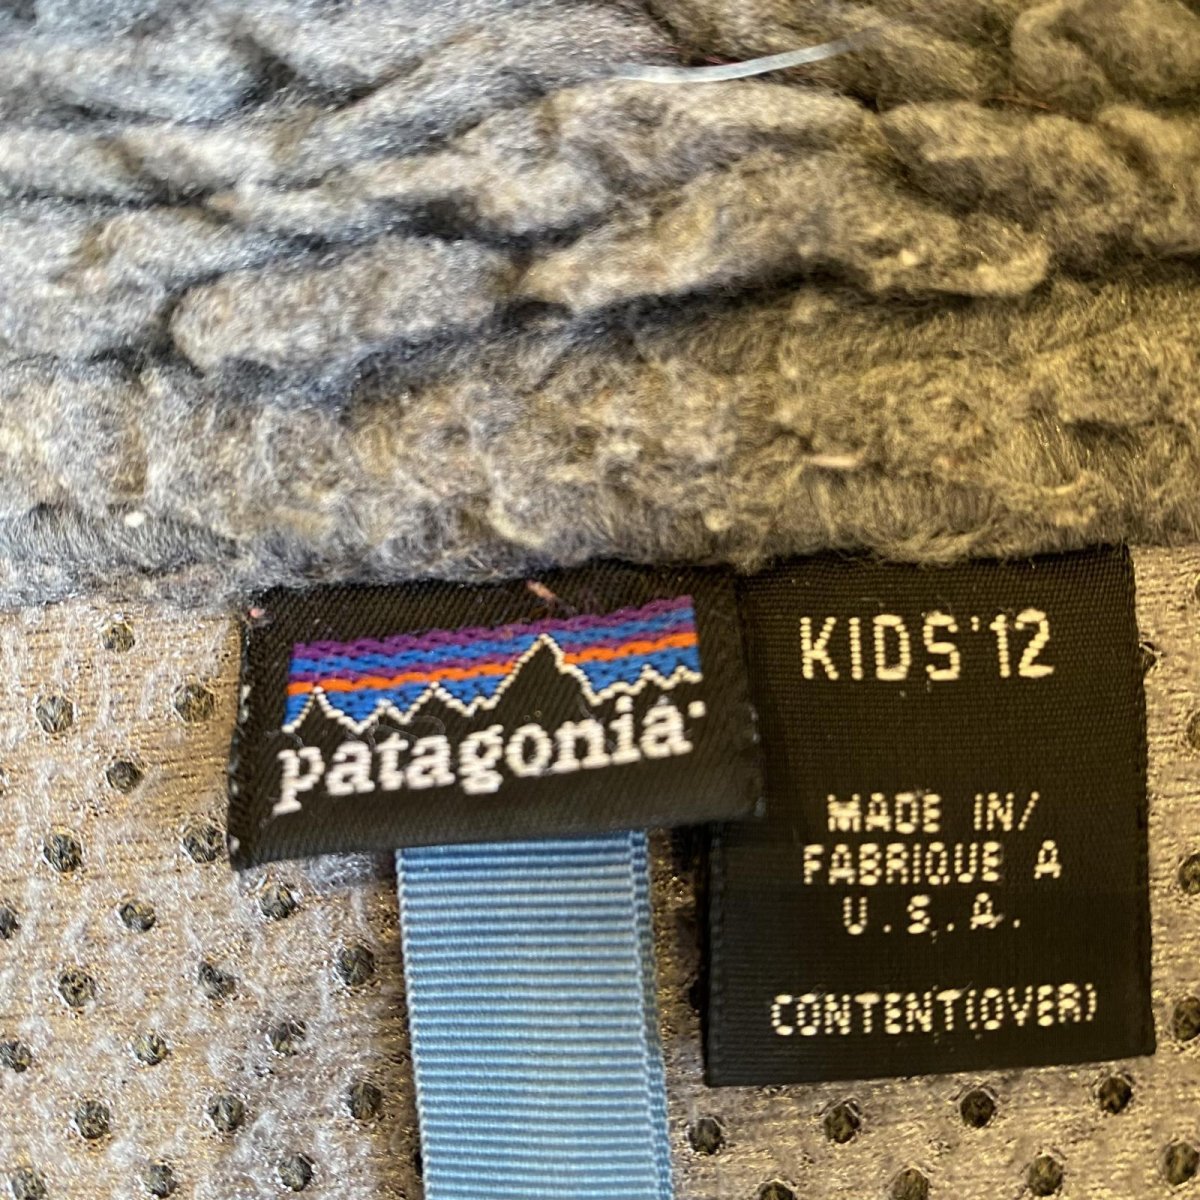 patagonia
KIDS' 12
MADE IN/
FABRIQUE A
U.S.A.
CONTENT(OVER)